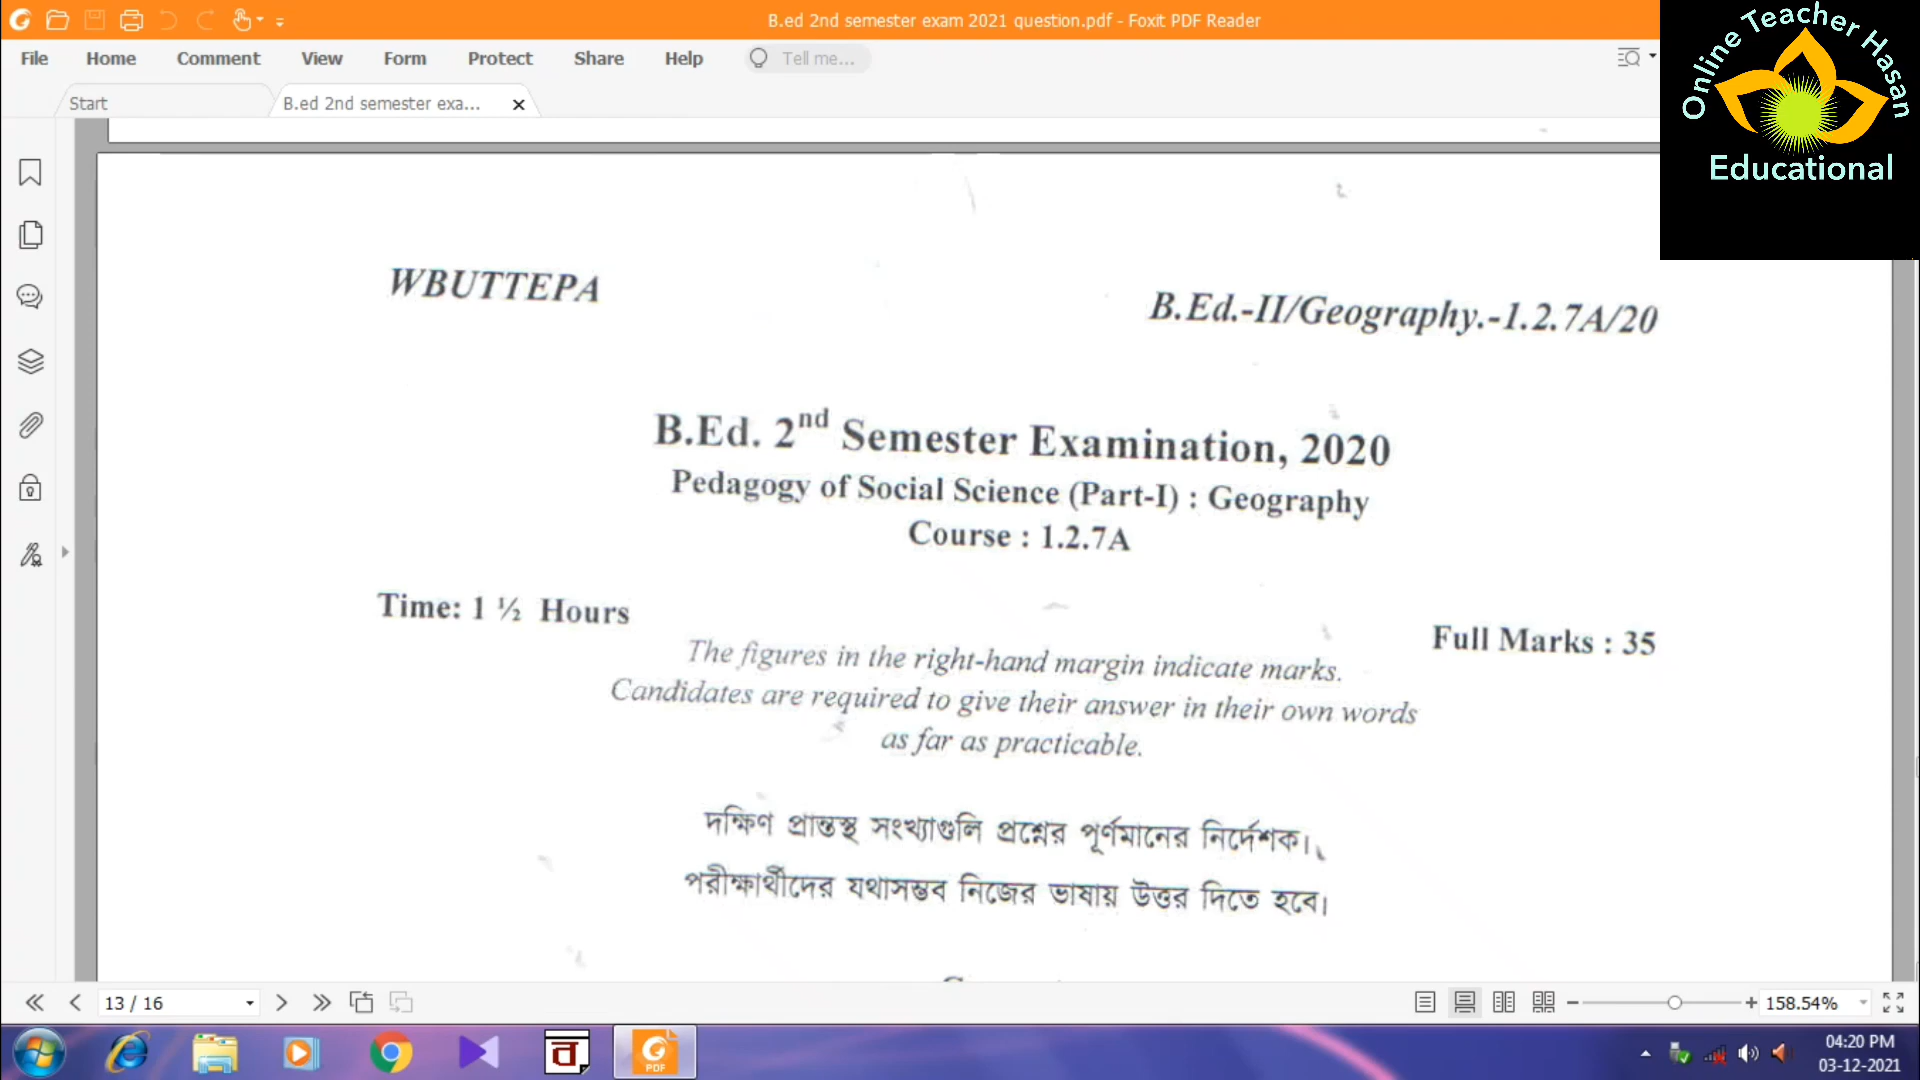 B.ed 2nd semester exam 2021 question.pdf - Foxit PDF Reader
File Home Comment View Form Protect Share Help Tell me...
Start
B.ed 2nd semester exa...
Online Teacher Hasan
Educational
WBUTTEPA
B.Ed.-II/Geography.-1.2.7A/20
B.Ed. 2nd Semester Examination, 2020
Pedagogy of Social Science (Part-I) : Geography
Course : 1.2.7A
Time: 1 ½ Hours
Full Marks : 35
The figures in the right-hand margin indicate marks.
Candidates are required to give their answer in their own words
as far as practicable.
দক্ষিণ প্রান্তস্থ সংখ্যাগুলি প্রশ্নের পূর্ণমানের নির্দেশক।
পরীক্ষার্থীদের যথাসম্ভব নিজের ভাষায় উত্তর দিতে হবে।
13 / 16
158.54%
PDF
04:20 PM
03-12-2021